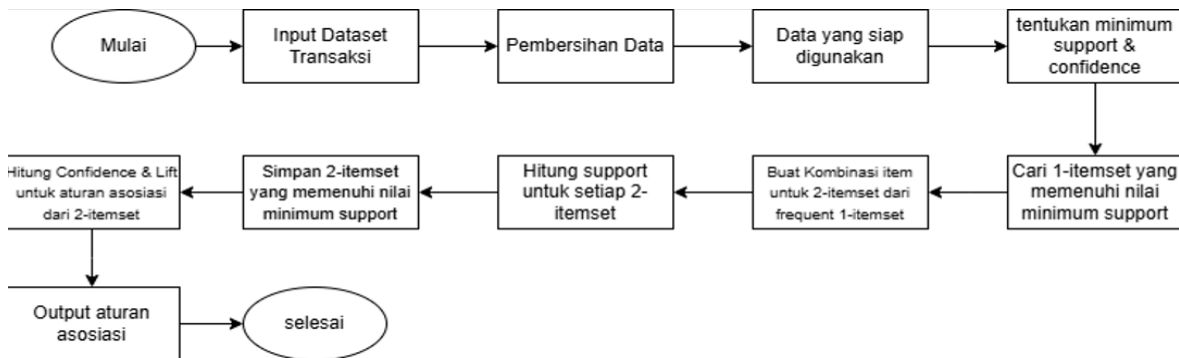 Mulai
Input Dataset
Transaksi
Pembersihan Data
Data yang siap
digunakan
tentukan minimum
support &
confidence
Hitung Confidence & Lift
untuk aturan asosiasi
dari 2-itemset
Simpan 2-itemset
yang memenuhi nilai
minimum support
Hitung support
untuk setiap 2-
itemset
Buat Kombinasi item
untuk 2-itemset dari
frequent 1-itemset
Cari 1-itemset yang
memenuhi nilai
minimum support
Output aturan
asosiasi
selesai